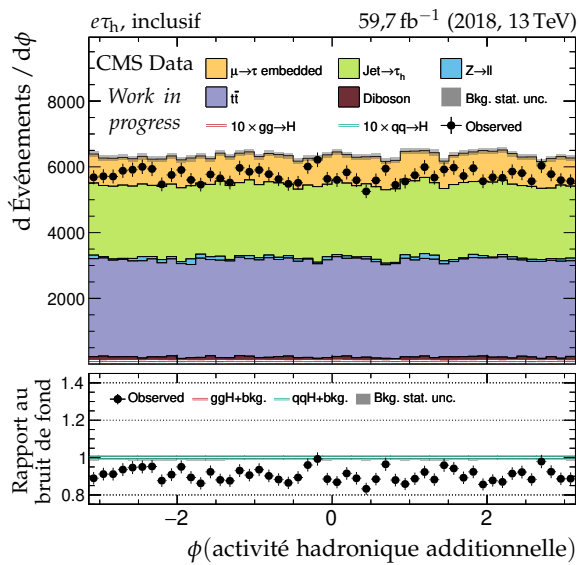 eτh, inclusif 59,7 fb⁻¹ (2018, 13 TeV)
CMS Data
Work in
progress
μ→τ embedded Jet→τh Z→ll
tt̄ Diboson Bkg. stat. unc.
10 × gg→H 10 × qq→H Observed
d Événements / dφ
8000
6000
4000
2000
Observed ggH+bkg. qqH+bkg. Bkg. stat. unc.
Rapport au
bruit de fond
1.4
1.2
1
0.8
−2 0 2
φ(activité hadronique additionnelle)